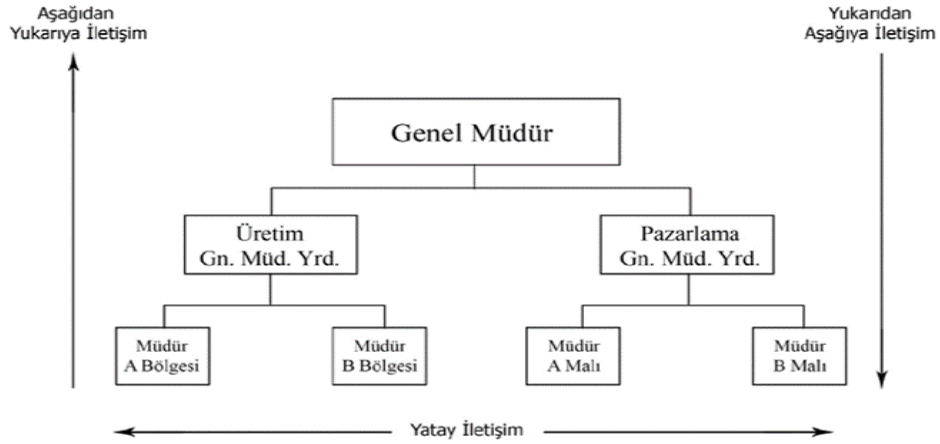 Aşağıdan
Yukarıya İletişim
Yukarıdan
Aşağıya İletişim
Genel Müdür
Üretim
Gn. Müd. Yrd.
Pazarlama
Gn. Müd. Yrd.
Müdür
A Bölgesi
Müdür
B Bölgesi
Müdür
A Malı
Müdür
B Malı
Yatay İletişim